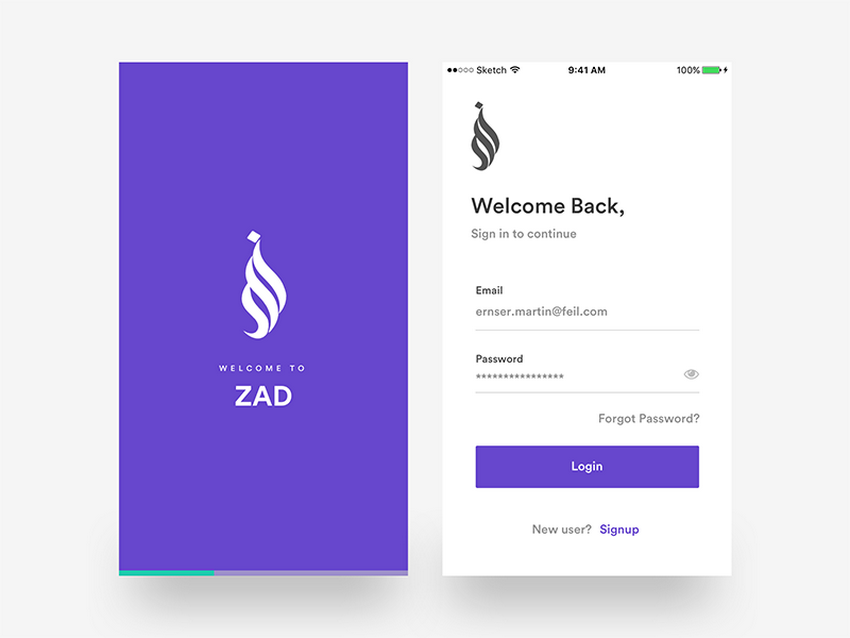 WELCOME TO
ZAD
Sketch 9:41 AM 100%
Welcome Back,
Sign in to continue
Email
ernser.martin@feil.com
Password
****************
Forgot Password?
Login
New user? Signup